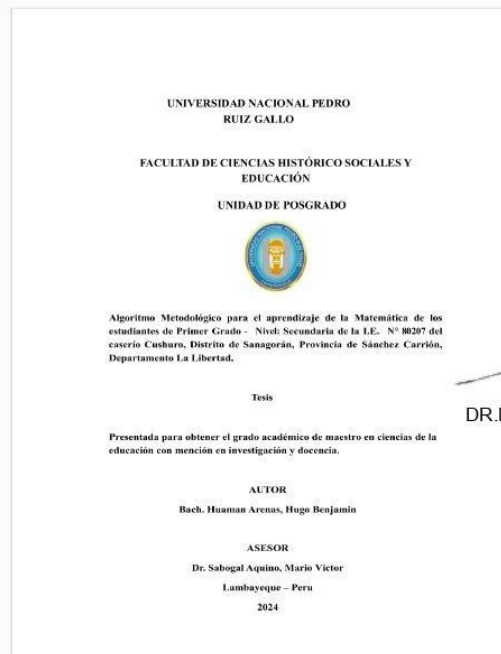 UNIVERSIDAD NACIONAL PEDRO
RUIZ GALLO
FACULTAD DE CIENCIAS HISTÓRICO SOCIALES Y
EDUCACIÓN
UNIDAD DE POSGRADO
Algoritmo Metodológico para el aprendizaje de la Matemática de los
estudiantes de Primer Grado - Nivel: Secundaria de la I.E. N° 80207 del
caserío Cushuro, Distrito de Sanagorán, Provincia de Sánchez Carrión,
Departamento La Libertad.
Tesis
Presentada para obtener el grado académico de maestro en ciencias de la
educación con mención en investigación y docencia.
AUTOR
Bach. Huaman Arenas, Hugo Benjamin
ASESOR
Dr. Sabogal Aquino, Mario Victor
Lambayeque – Peru
2024